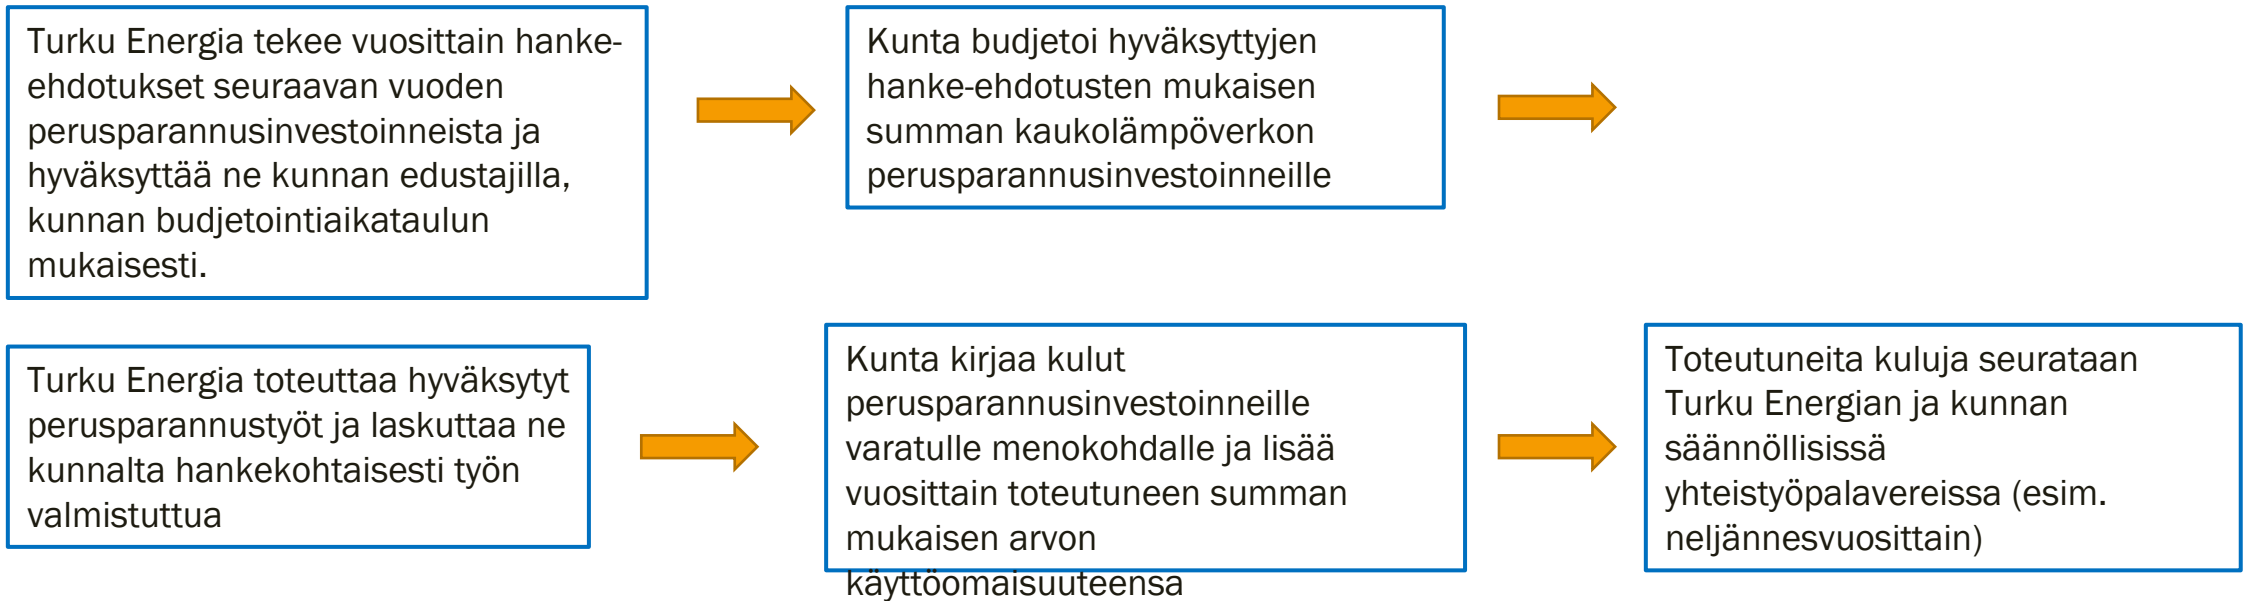 Turku Energia tekee vuosittain hanke-
ehdotukset seuraavan vuoden
perusparannusinvestoinneista ja
hyväksyttää ne kunnan edustajilla,
kunnan budjetointiaikataulun
mukaisesti.
Kunta budjetoi hyväksyttyjen
hanke-ehdotusten mukaisen
summan kaukolämpöverkon
perusparannusinvestoinneille
Turku Energia toteuttaa hyväksytyt
perusparannustyöt ja laskuttaa ne
kunnalta hankekohtaisesti työn
valmistuttua
Kunta kirjaa kulut
perusparannusinvestoinneille
varatulle menokohdalle ja lisää
vuosittain toteutuneen summan
mukaisen arvon
käyttöomaisuuteensa
Toteutuneita kuluja seurataan
Turku Energian ja kunnan
säännöllisissä
yhteistyöpalavereissa (esim.
neljännesvuosittain)